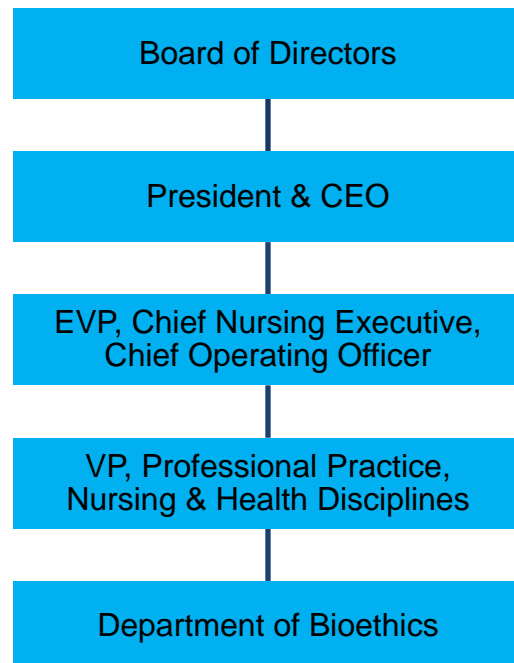 Board of Directors
President & CEO
EVP, Chief Nursing Executive,
Chief Operating Officer
VP, Professional Practice,
Nursing & Health Disciplines
Department of Bioethics